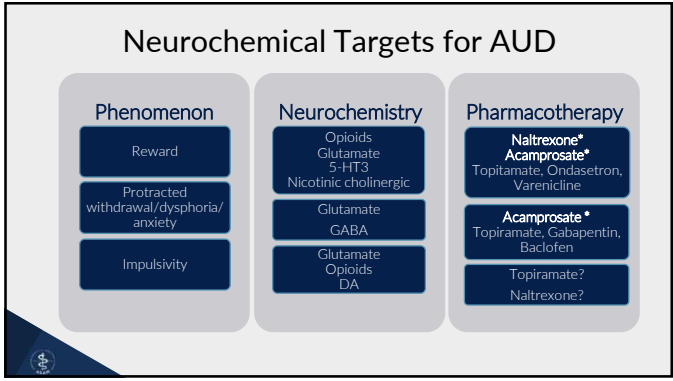 Neurochemical Targets for AUD
Phenomenon
Reward
Protracted
withdrawal/dysphoria/
anxiety
Impulsivity
Neurochemistry
Opioids
Glutamate
5-HT3
Nicotinic cholinergic
Glutamate
GABA
Glutamate
Opioids
DA
Pharmacotherapy
Naltrexone*
Acamprosate*
Topitamate, Ondasetron,
Varenicline
Acamprosate *
Topiramate, Gabapentin,
Baclofen
Topiramate?
Naltrexone?